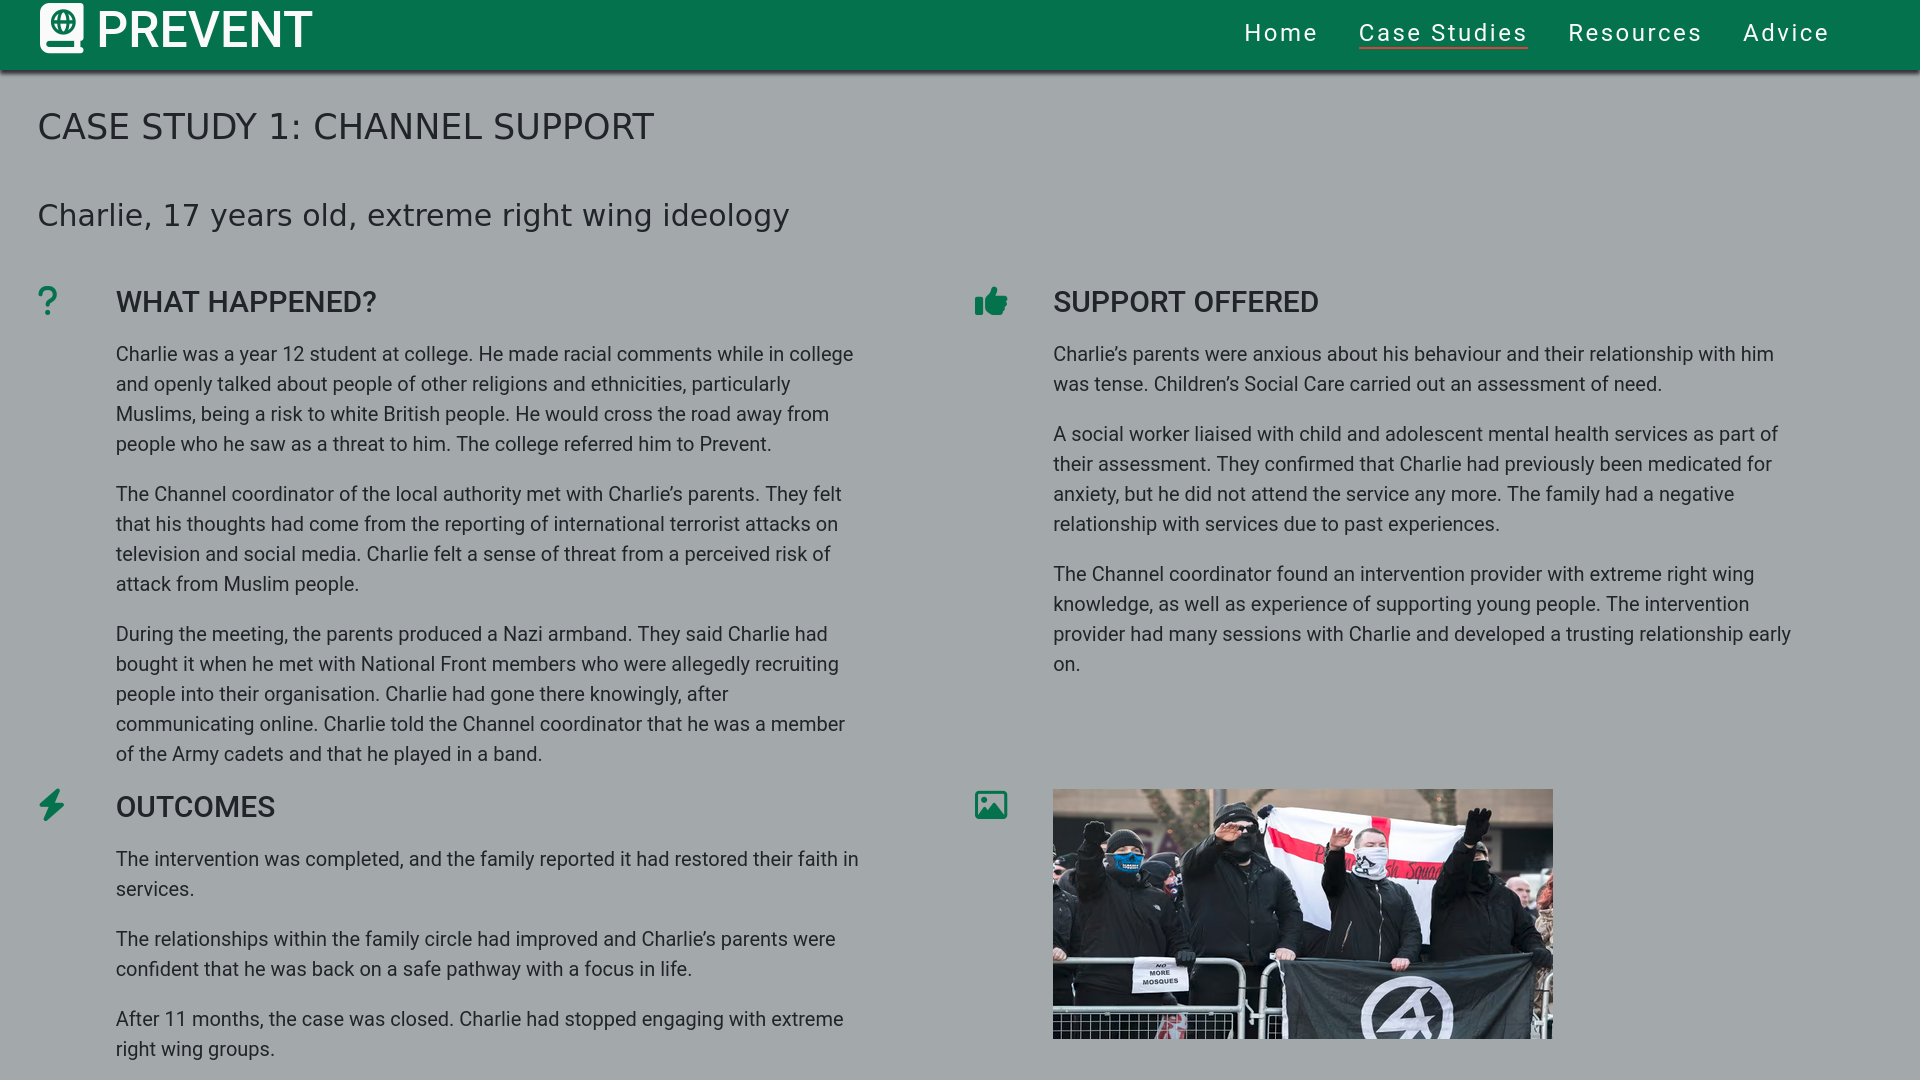 PREVENT
Home
Case Studies
Resources
Advice
CASE STUDY 1: CHANNEL SUPPORT
Charlie, 17 years old, extreme right wing ideology
WHAT HAPPENED?
Charlie was a year 12 student at college. He made racial comments while in college
and openly talked about people of other religions and ethnicities, particularly
Muslims, being a risk to white British people. He would cross the road away from
people who he saw as a threat to him. The college referred him to Prevent.
The Channel coordinator of the local authority met with Charlie’s parents. They felt
that his thoughts had come from the reporting of international terrorist attacks on
television and social media. Charlie felt a sense of threat from a perceived risk of
attack from Muslim people.
During the meeting, the parents produced a Nazi armband. They said Charlie had
bought it when he met with National Front members who were allegedly recruiting
people into their organisation. Charlie had gone there knowingly, after
communicating online. Charlie told the Channel coordinator that he was a member
of the Army cadets and that he played in a band.
SUPPORT OFFERED
Charlie’s parents were anxious about his behaviour and their relationship with him
was tense. Children’s Social Care carried out an assessment of need.
A social worker liaised with child and adolescent mental health services as part of
their assessment. They confirmed that Charlie had previously been medicated for
anxiety, but he did not attend the service any more. The family had a negative
relationship with services due to past experiences.
The Channel coordinator found an intervention provider with extreme right wing
knowledge, as well as experience of supporting young people. The intervention
provider had many sessions with Charlie and developed a trusting relationship early
on.
OUTCOMES
The intervention was completed, and the family reported it had restored their faith in
services.
The relationships within the family circle had improved and Charlie’s parents were
confident that he was back on a safe pathway with a focus in life.
After 11 months, the case was closed. Charlie had stopped engaging with extreme
right wing groups.
NO
MORE
MOSQUES